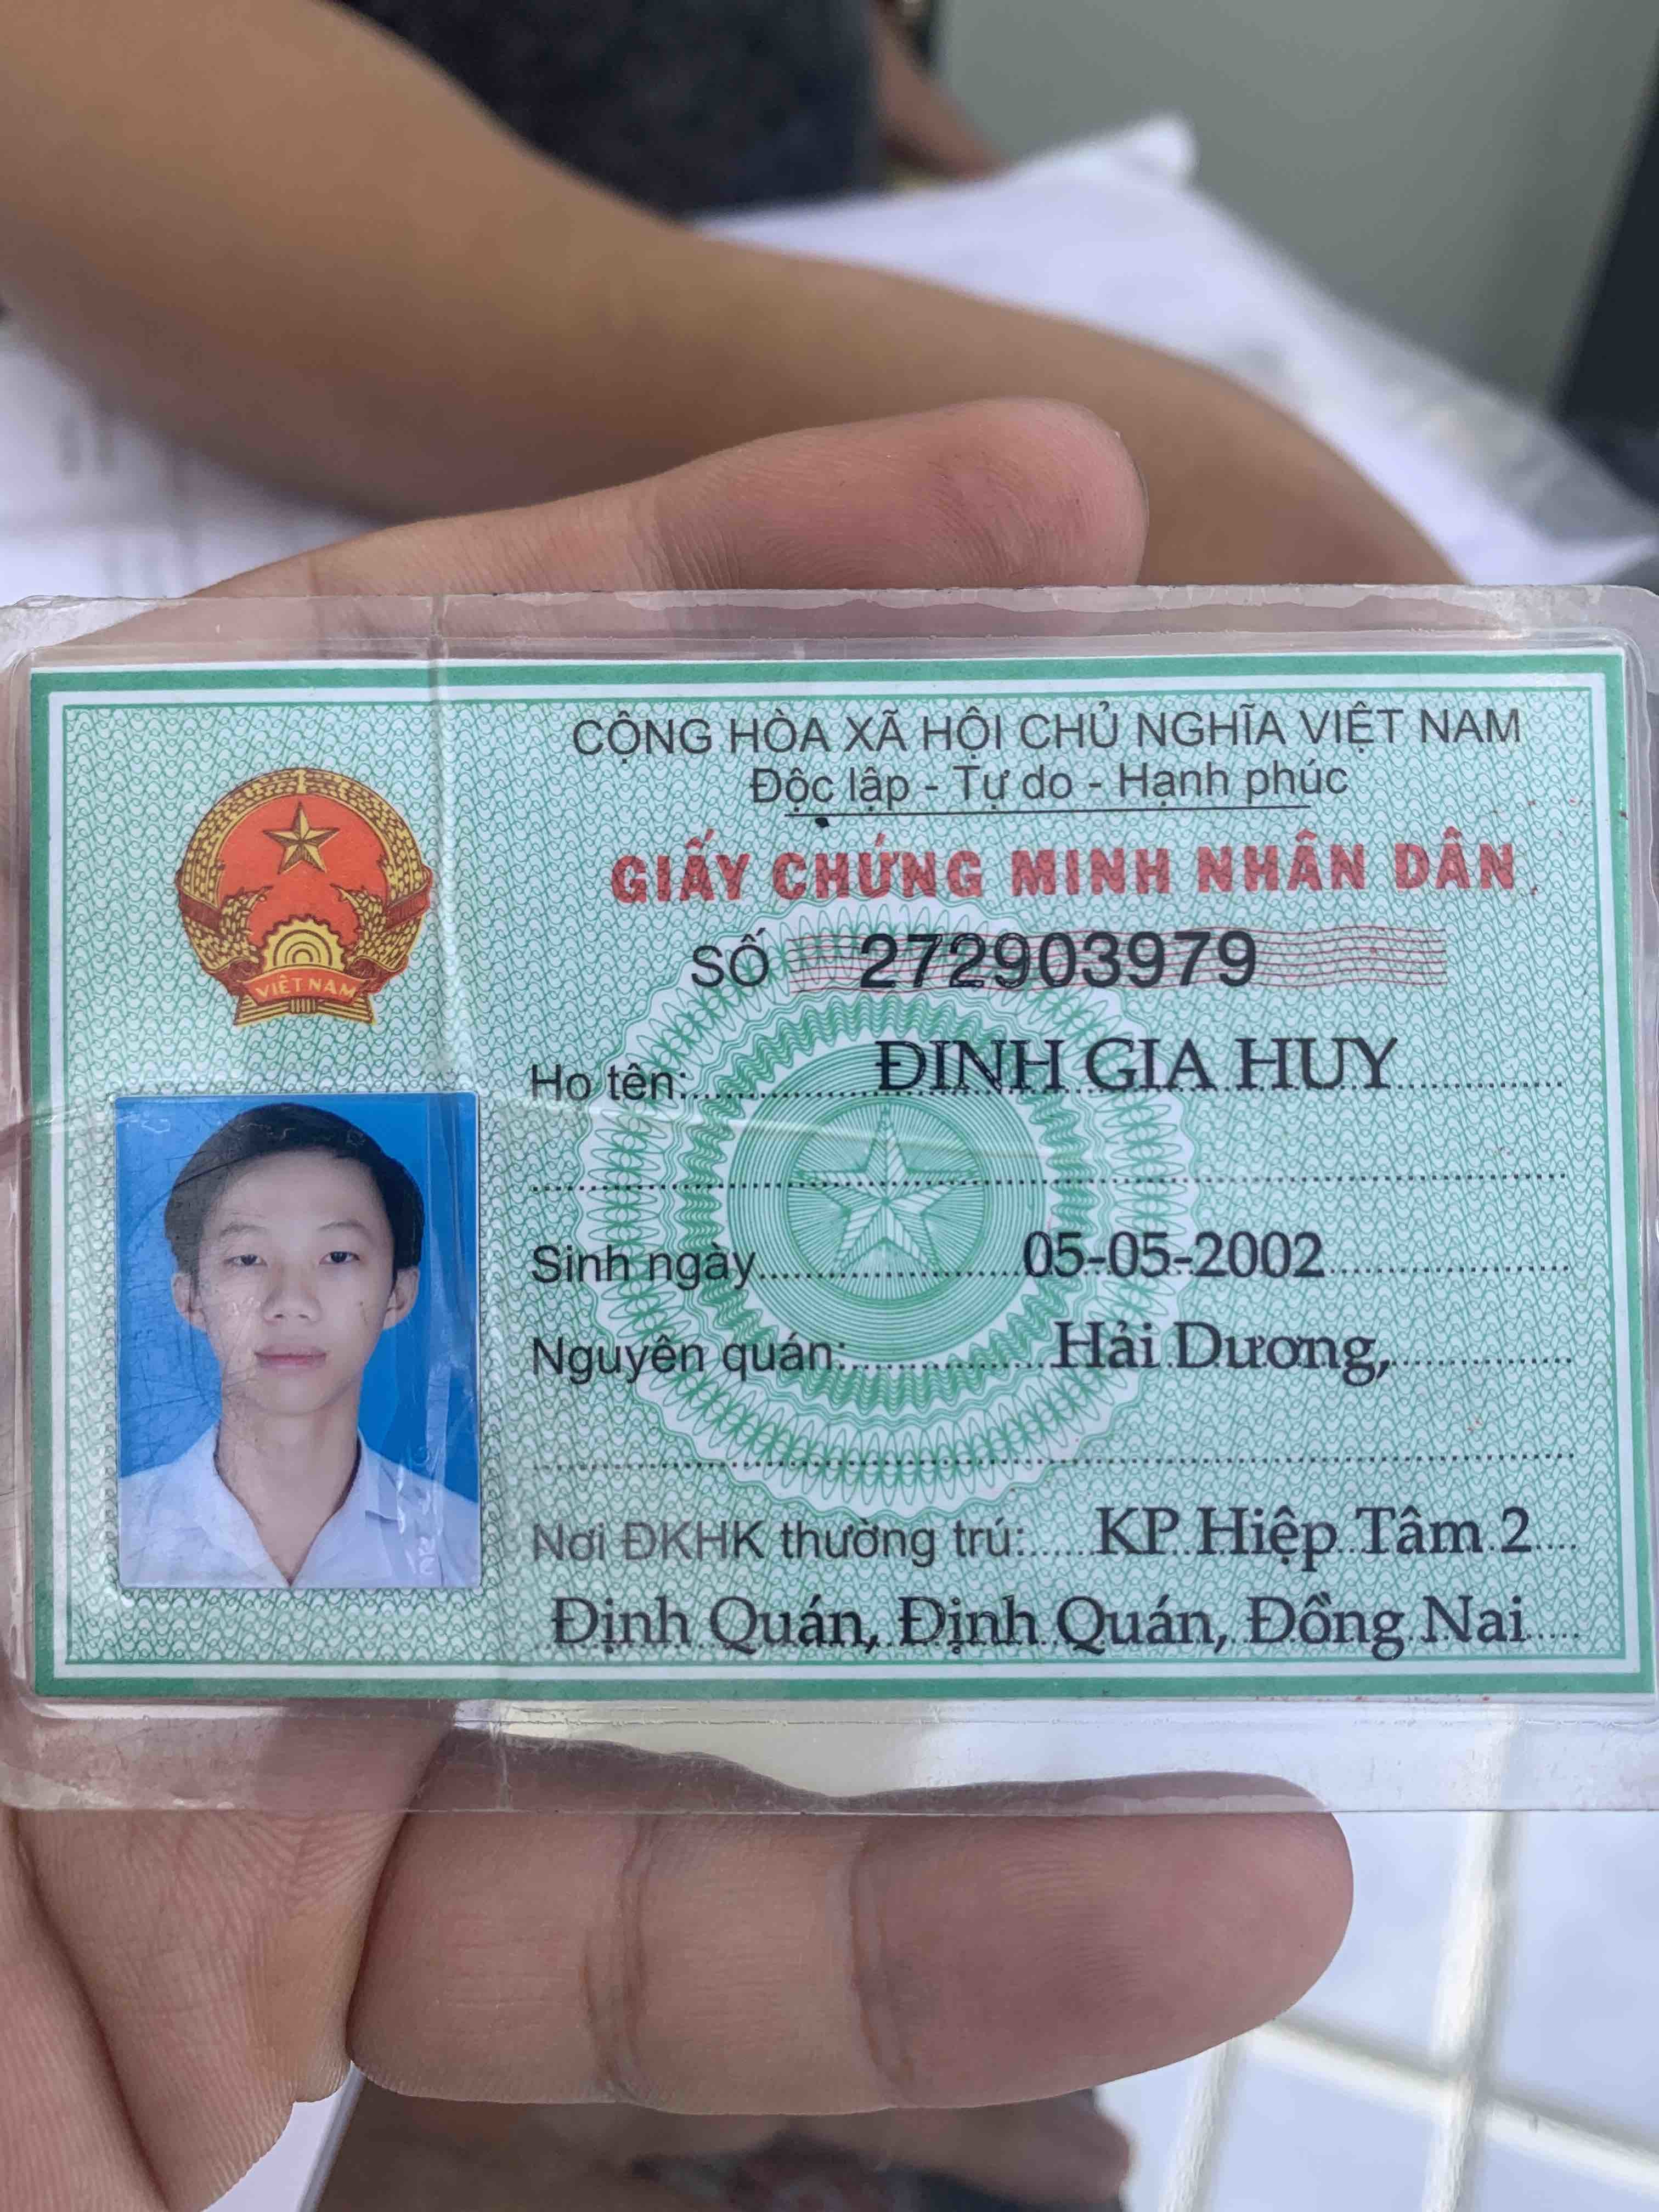 CỘNG HÒA XÃ HỘI CHỦ NGHĨA VIỆT NAM
Độc lập - Tự do - Hạnh phúc
GIẤY CHỨNG MINH NHÂN DÂN
SỐ 272903979
VIỆT NAM
Họ tên: ĐINH GIA HUY
Sinh ngày 05-05-2002
Nguyên quán: Hải Dương,
Nơi ĐKHK thường trú: KP Hiệp Tâm 2
Định Quán, Định Quán, Đồng Nai